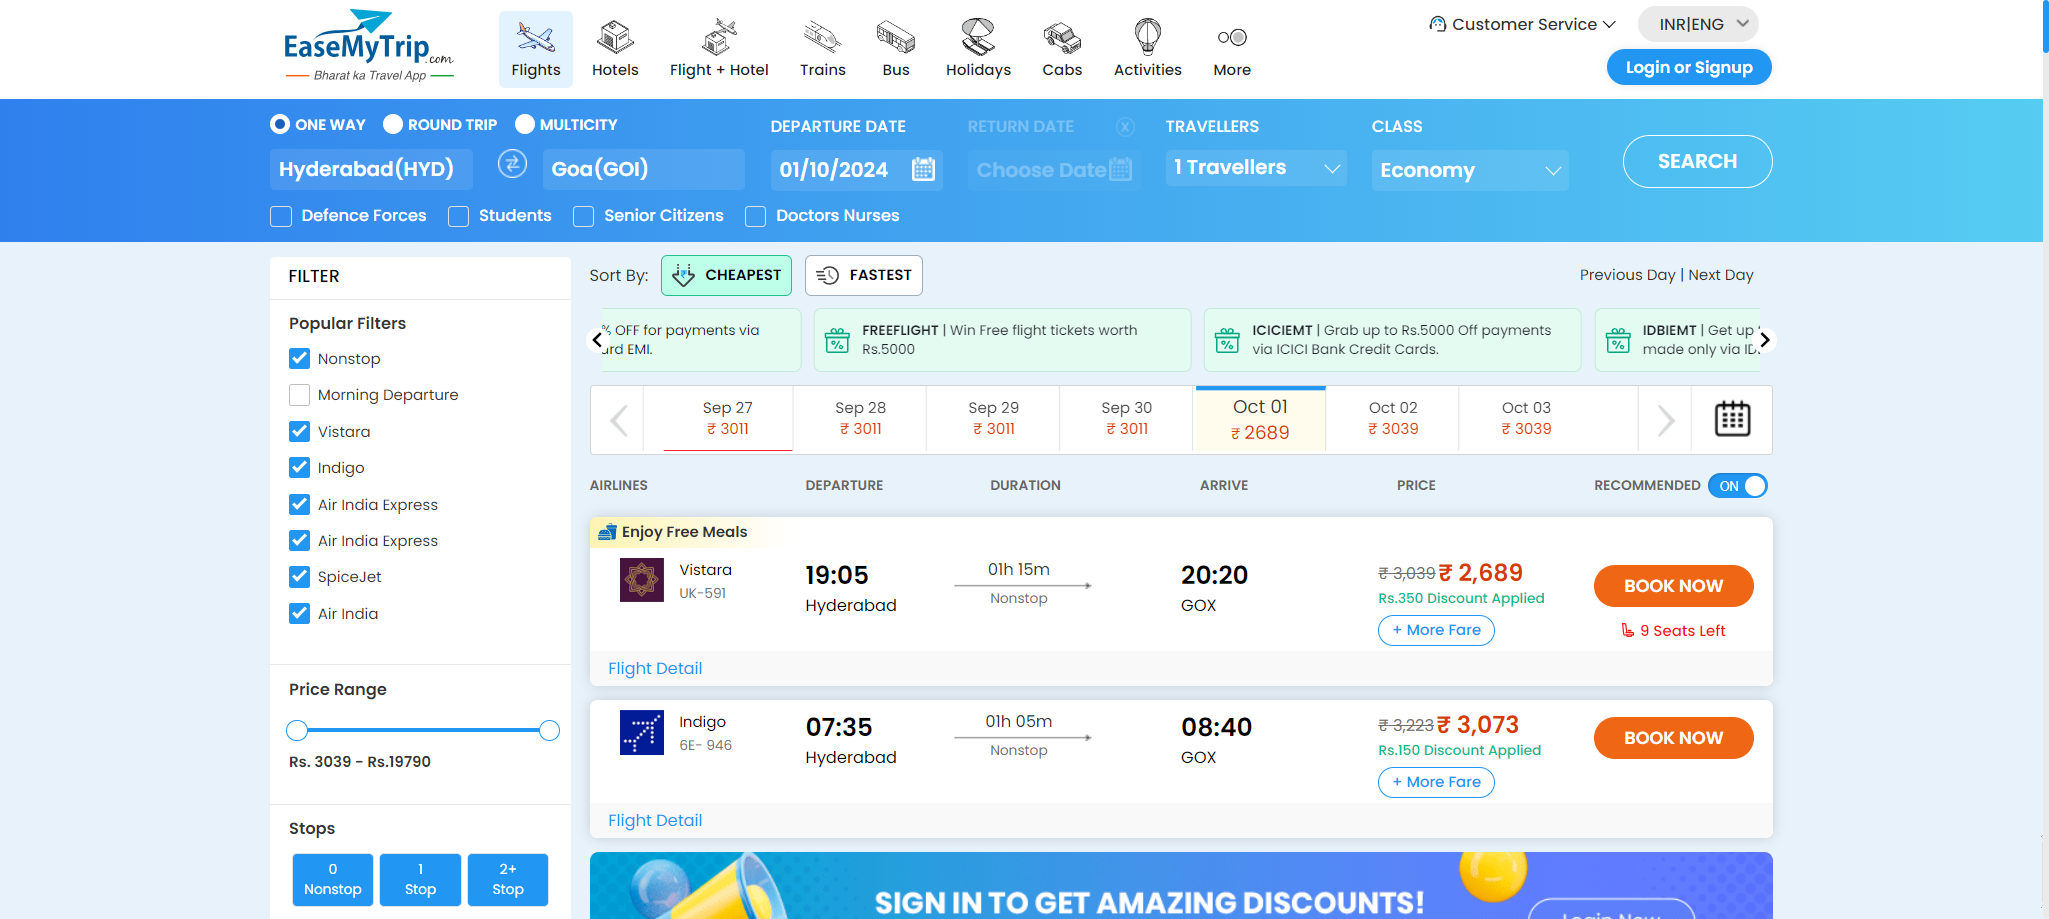 EaseMyTrip.com
Bharat ka Travel App
Flights
Hotels
Flight + Hotel
Trains
Bus
Holidays
Cabs
Activities
More
Customer Service
INR|ENG
Login or Signup
ONE WAY
ROUND TRIP
MULTICITY
DEPARTURE DATE
RETURN DATE
TRAVELLERS
CLASS
Hyderabad(HYD)
Goa(GOI)
01/10/2024
Choose Date
1 Travellers
Economy
SEARCH
Defence Forces
Students
Senior Citizens
Doctors Nurses
FILTER
Popular Filters
Nonstop
Morning Departure
Vistara
Indigo
Air India Express
Air India Express
SpiceJet
Air India
Price Range
Rs. 3039 - Rs.19790
Stops
0 Nonstop
1 Stop
2+ Stop
Sort By:
CHEAPEST
FASTEST
Previous Day | Next Day
% OFF for payments via
ard EMI.
FREEFLIGHT | Win Free flight tickets worth
Rs.5000
ICICIEMT | Grab up to Rs.5000 Off payments
via ICICI Bank Credit Cards.
IDBIEMT | Get up
made only via ID
Sep 27
₹ 3011
Sep 28
₹ 3011
Sep 29
₹ 3011
Sep 30
₹ 3011
Oct 01
₹ 2689
Oct 02
₹ 3039
Oct 03
₹ 3039
AIRLINES
DEPARTURE
DURATION
ARRIVE
PRICE
RECOMMENDED
ON
Enjoy Free Meals
Vistara
UK-591
19:05
Hyderabad
01h 15m
Nonstop
20:20
GOX
₹ 3,039 ₹ 2,689
Rs.350 Discount Applied
+ More Fare
BOOK NOW
9 Seats Left
Flight Detail
Indigo
6E- 946
07:35
Hyderabad
01h 05m
Nonstop
08:40
GOX
₹ 3,223 ₹ 3,073
Rs.150 Discount Applied
+ More Fare
BOOK NOW
Flight Detail
SIGN IN TO GET AMAZING DISCOUNTS!
Login Now